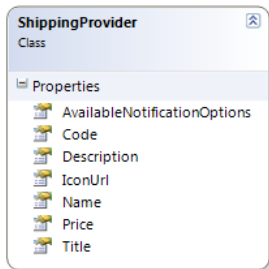 ShippingProvider
Class
Properties
AvailableNotificationOptions
Code
Description
IconUrl
Name
Price
Title